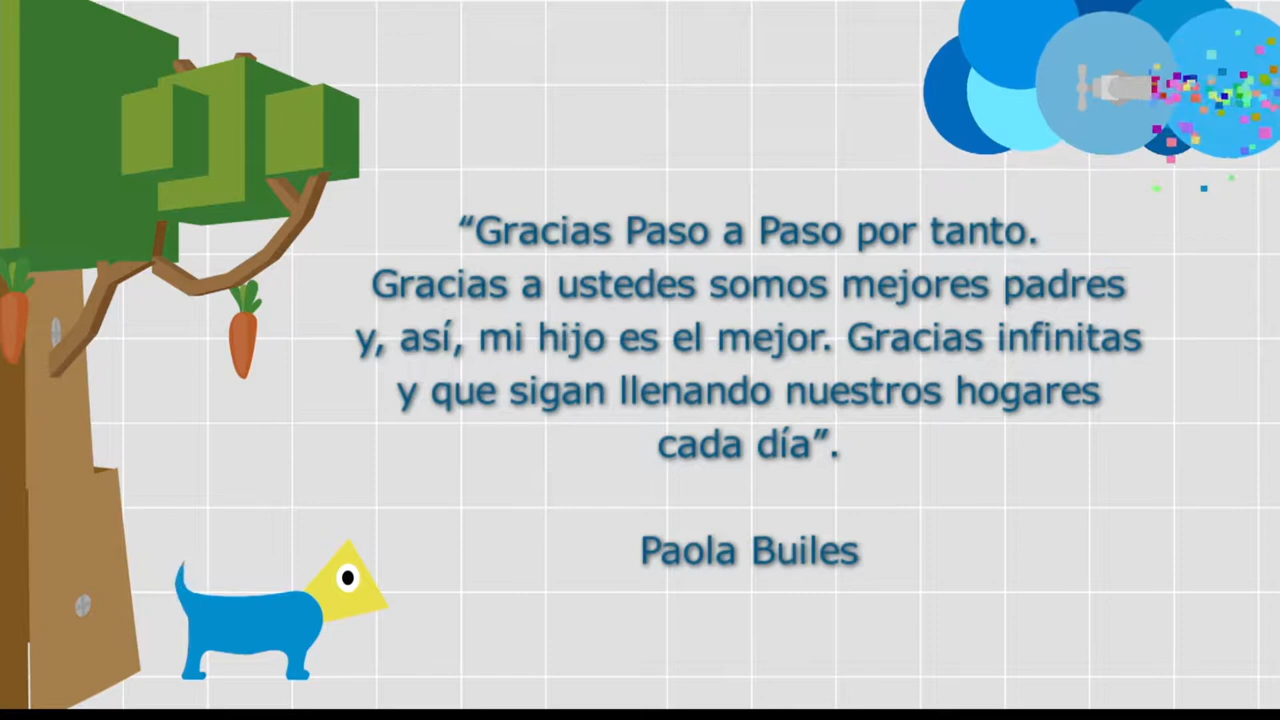 “Gracias Paso a Paso por tanto.
Gracias a ustedes somos mejores padres
y, así, mi hijo es el mejor. Gracias infinitas
y que sigan llenando nuestros hogares
cada día”.
Paola Builes